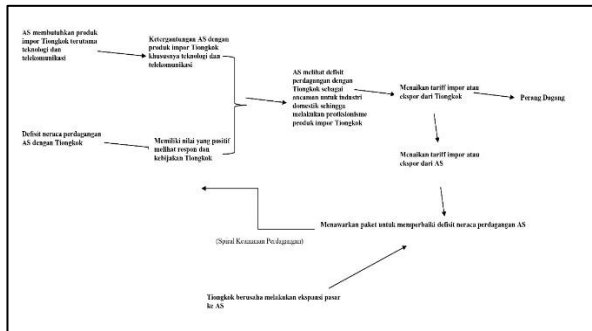 AS membutuhkan produk
impor Tiongkok terutama
teknologi dan
telekomunikasi
Ketergantungan AS dengan
produk impor Tiongkok
khususnya teknologi dan
telekomunikasi
AS melihat defisit
perdagangan dengan
Tiongkok sebagai
ancaman untuk industri
domestik sehingga
melakukan proteksionisme
produk impor Tiongkok
Menaikan tariff impor atau
ekspor dari Tiongkok
Perang Dagang
Defisit neraca perdagangan
AS dengan Tiongkok
Memiliki nilai yang positif
melihat respon dan
kebijakan Tiongkok
Menaikan tariff impor atau
ekspor dari AS
Menawarkan paket untuk memperbaiki defisit neraca perdagangan AS
(Spiral Keamanan Perdagangan)
Tiongkok berusaha melakukan ekspansi pasar
ke AS